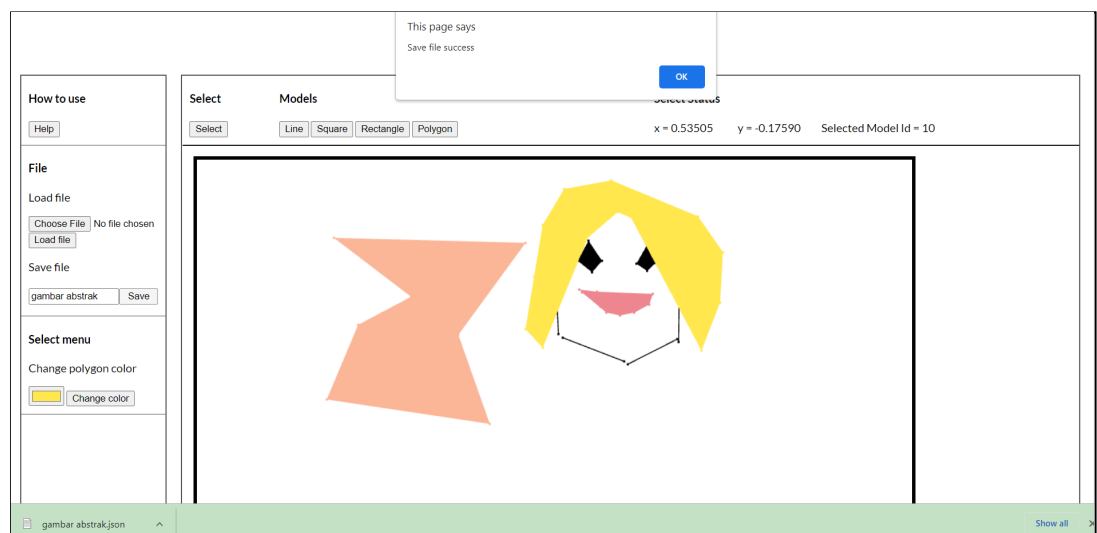 This page says
Save file success
OK
How to use
Help
File
Load file
Choose File No file chosen
Load file
Save file
gambar abstrak Save
Select menu
Change polygon color
Change color
Select
Select
Models
Line Square Rectangle Polygon
Select Status
x = 0.53505 y = -0.17590 Selected Model Id = 10
gambar abstrak.json
Show all